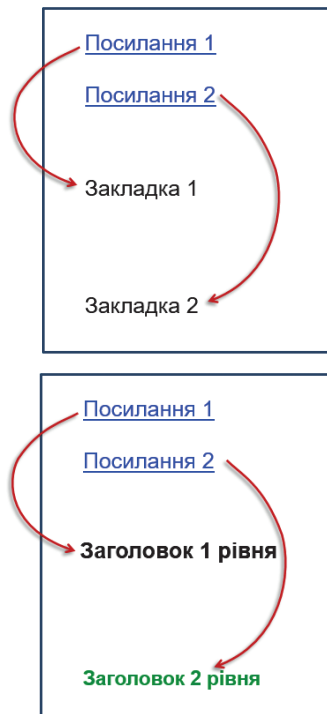 Посилання 1
Посилання 2
Закладка 1
Закладка 2
Посилання 1
Посилання 2
Заголовок 1 рівня
Заголовок 2 рівня